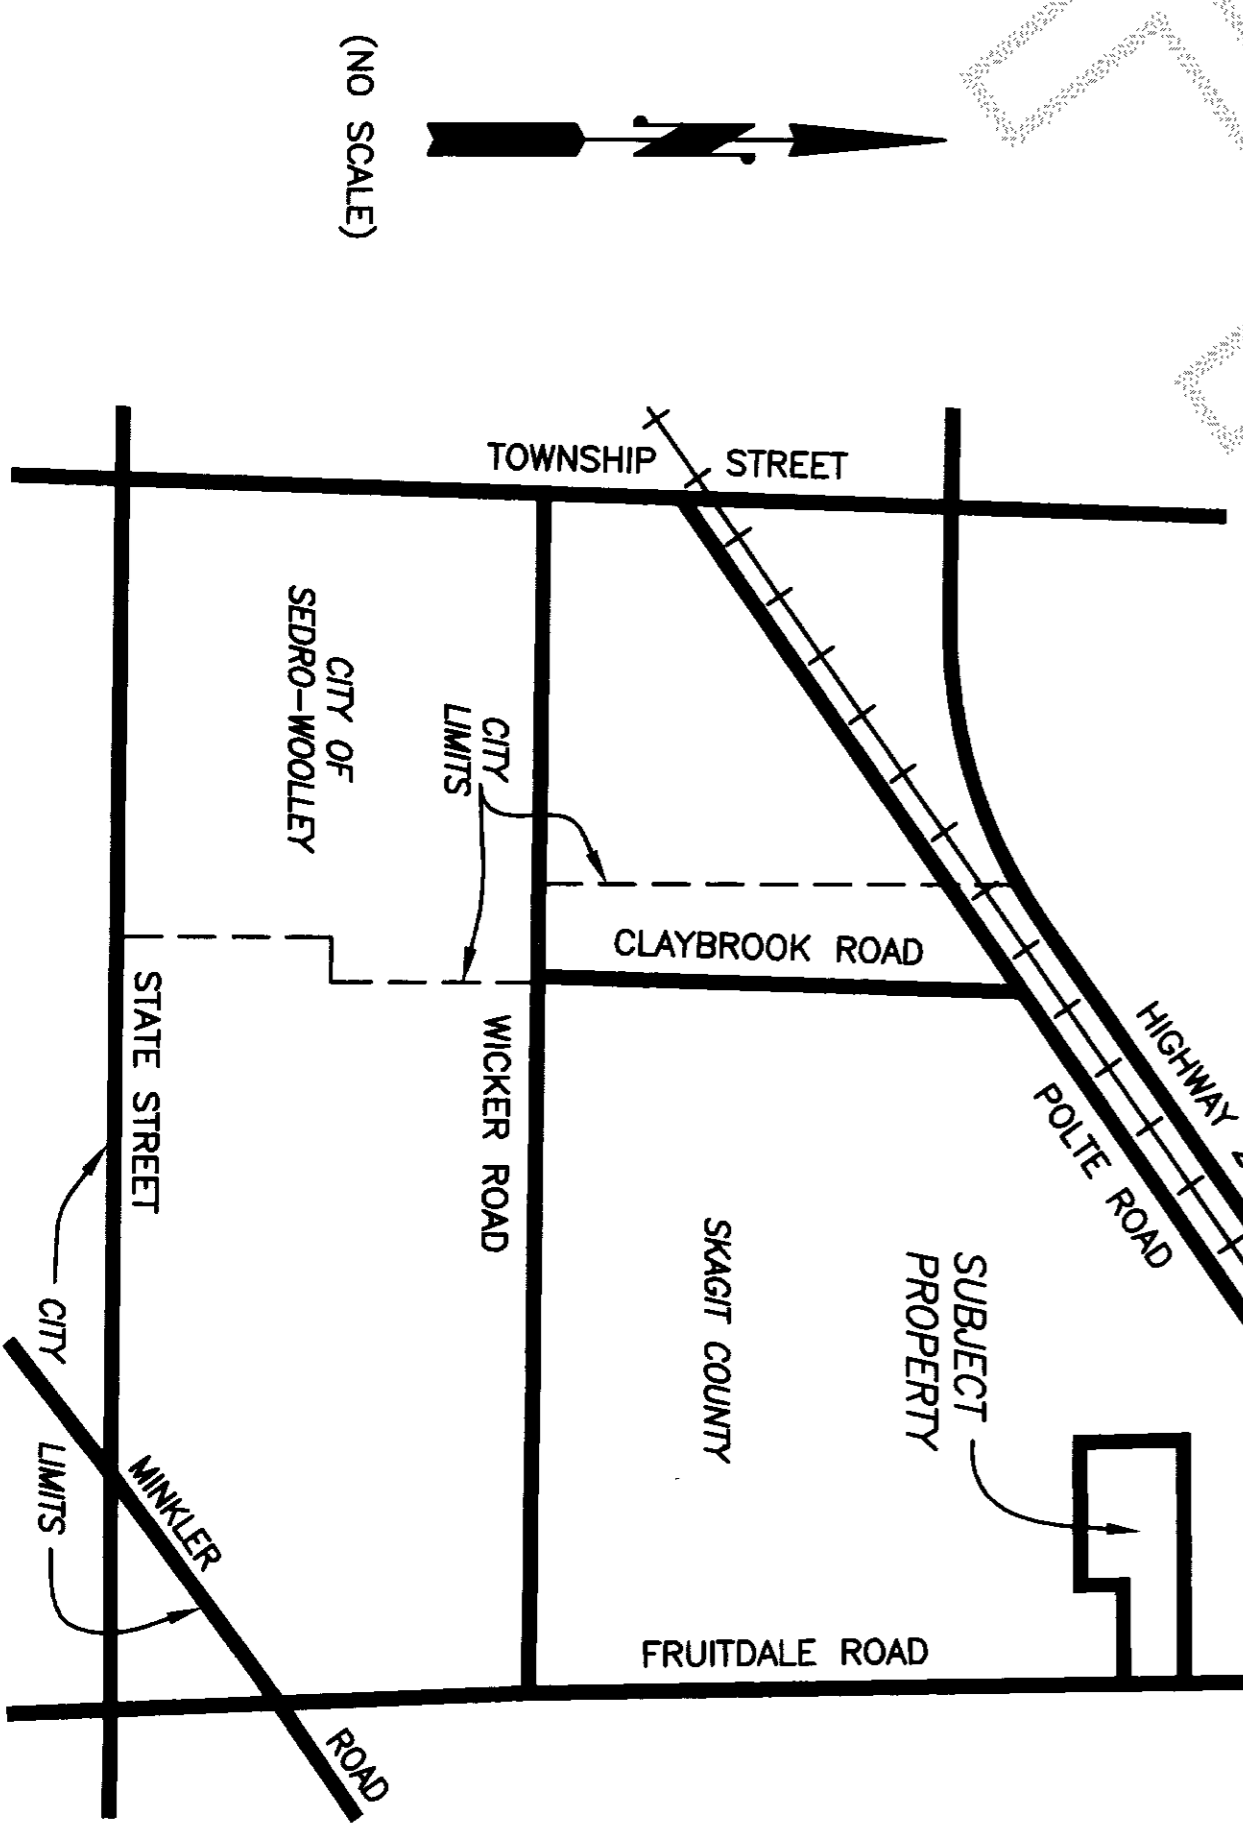 (NO SCALE)
TOWNSHIP STREET
CITY OF
SEDRO-WOOLLEY
CITY
LIMITS
CLAYBROOK ROAD
HIGHWAY
POLTE ROAD
STATE STREET
WICKER ROAD
SKAGIT COUNTY
SUBJECT
PROPERTY
CITY LIMITS
MINKLER ROAD
FRUITDALE ROAD